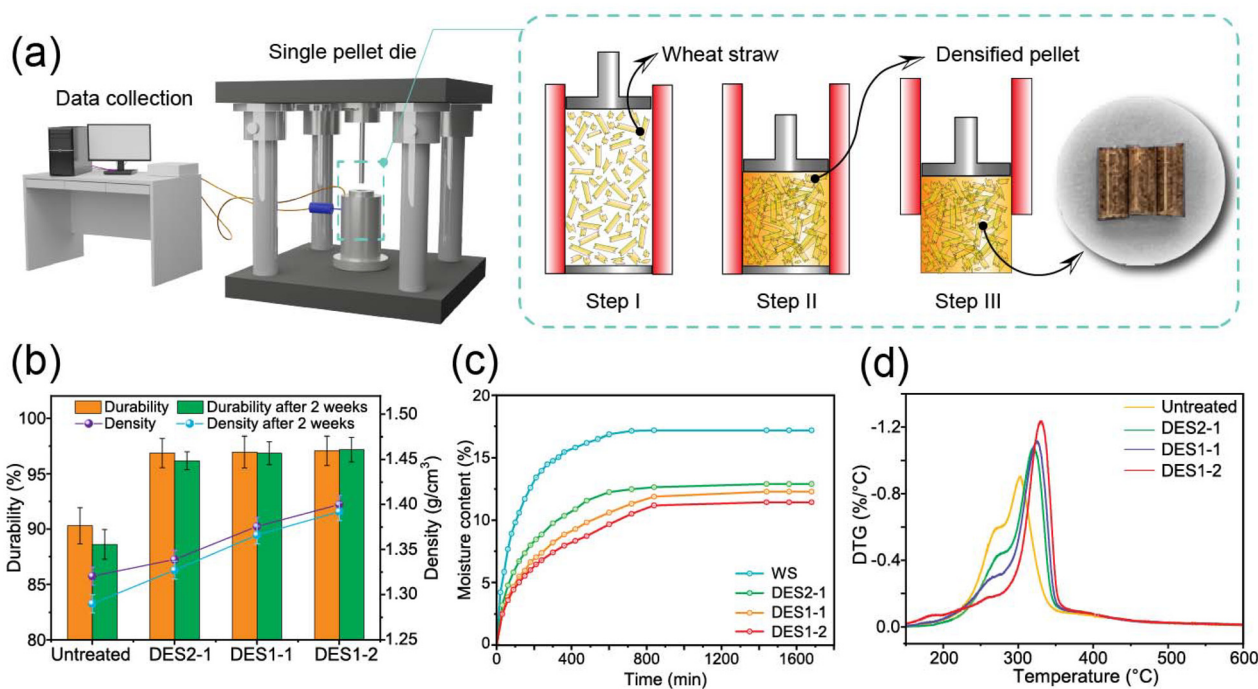 (a)
Single pellet die
Data collection
Wheat straw
Densified pellet
Step I
Step II
Step III
(b)
Durability
Durability after 2 weeks
Density
Density after 2 weeks
Durability (%)
100
95
90
85
80
Untreated
DES2-1
DES1-1
DES1-2
1.50
1.45
1.40
1.35
1.30
1.25
Density (g/cm³)
(c)
Moisture content (%)
20
15
10
5
0
WS
DES2-1
DES1-1
DES1-2
0
400
800
1200
1600
Time (min)
(d)
DTG (%/°C)
-1.2
-0.8
-0.4
0.0
Untreated
DES2-1
DES1-1
DES1-2
200
300
400
500
600
Temperature (°C)